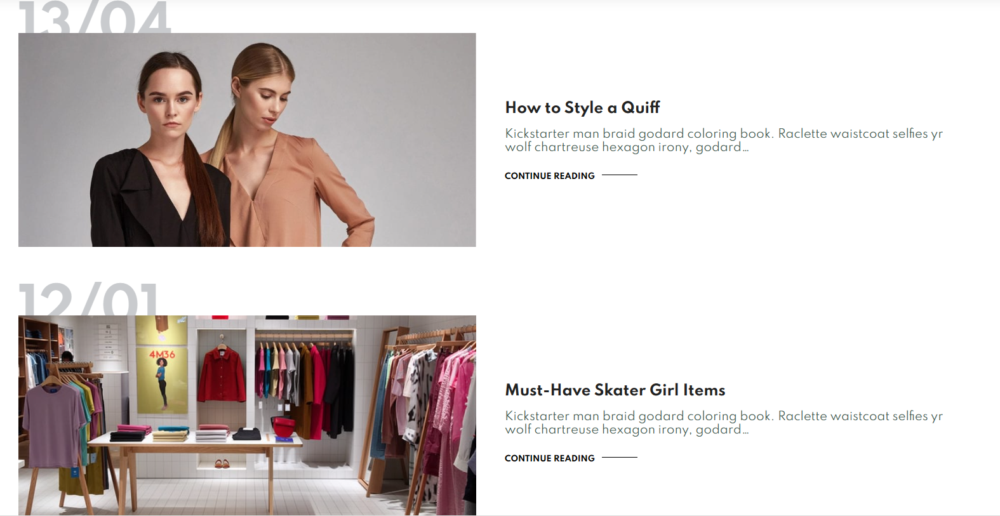 13/04
How to Style a Quiff
Kickstarter man braid godard coloring book. Raclette waistcoat selfies yr
wolf chartreuse hexagon irony, godard…
CONTINUE READING
12/01
4M36
Must-Have Skater Girl Items
Kickstarter man braid godard coloring book. Raclette waistcoat selfies yr
wolf chartreuse hexagon irony, godard…
CONTINUE READING